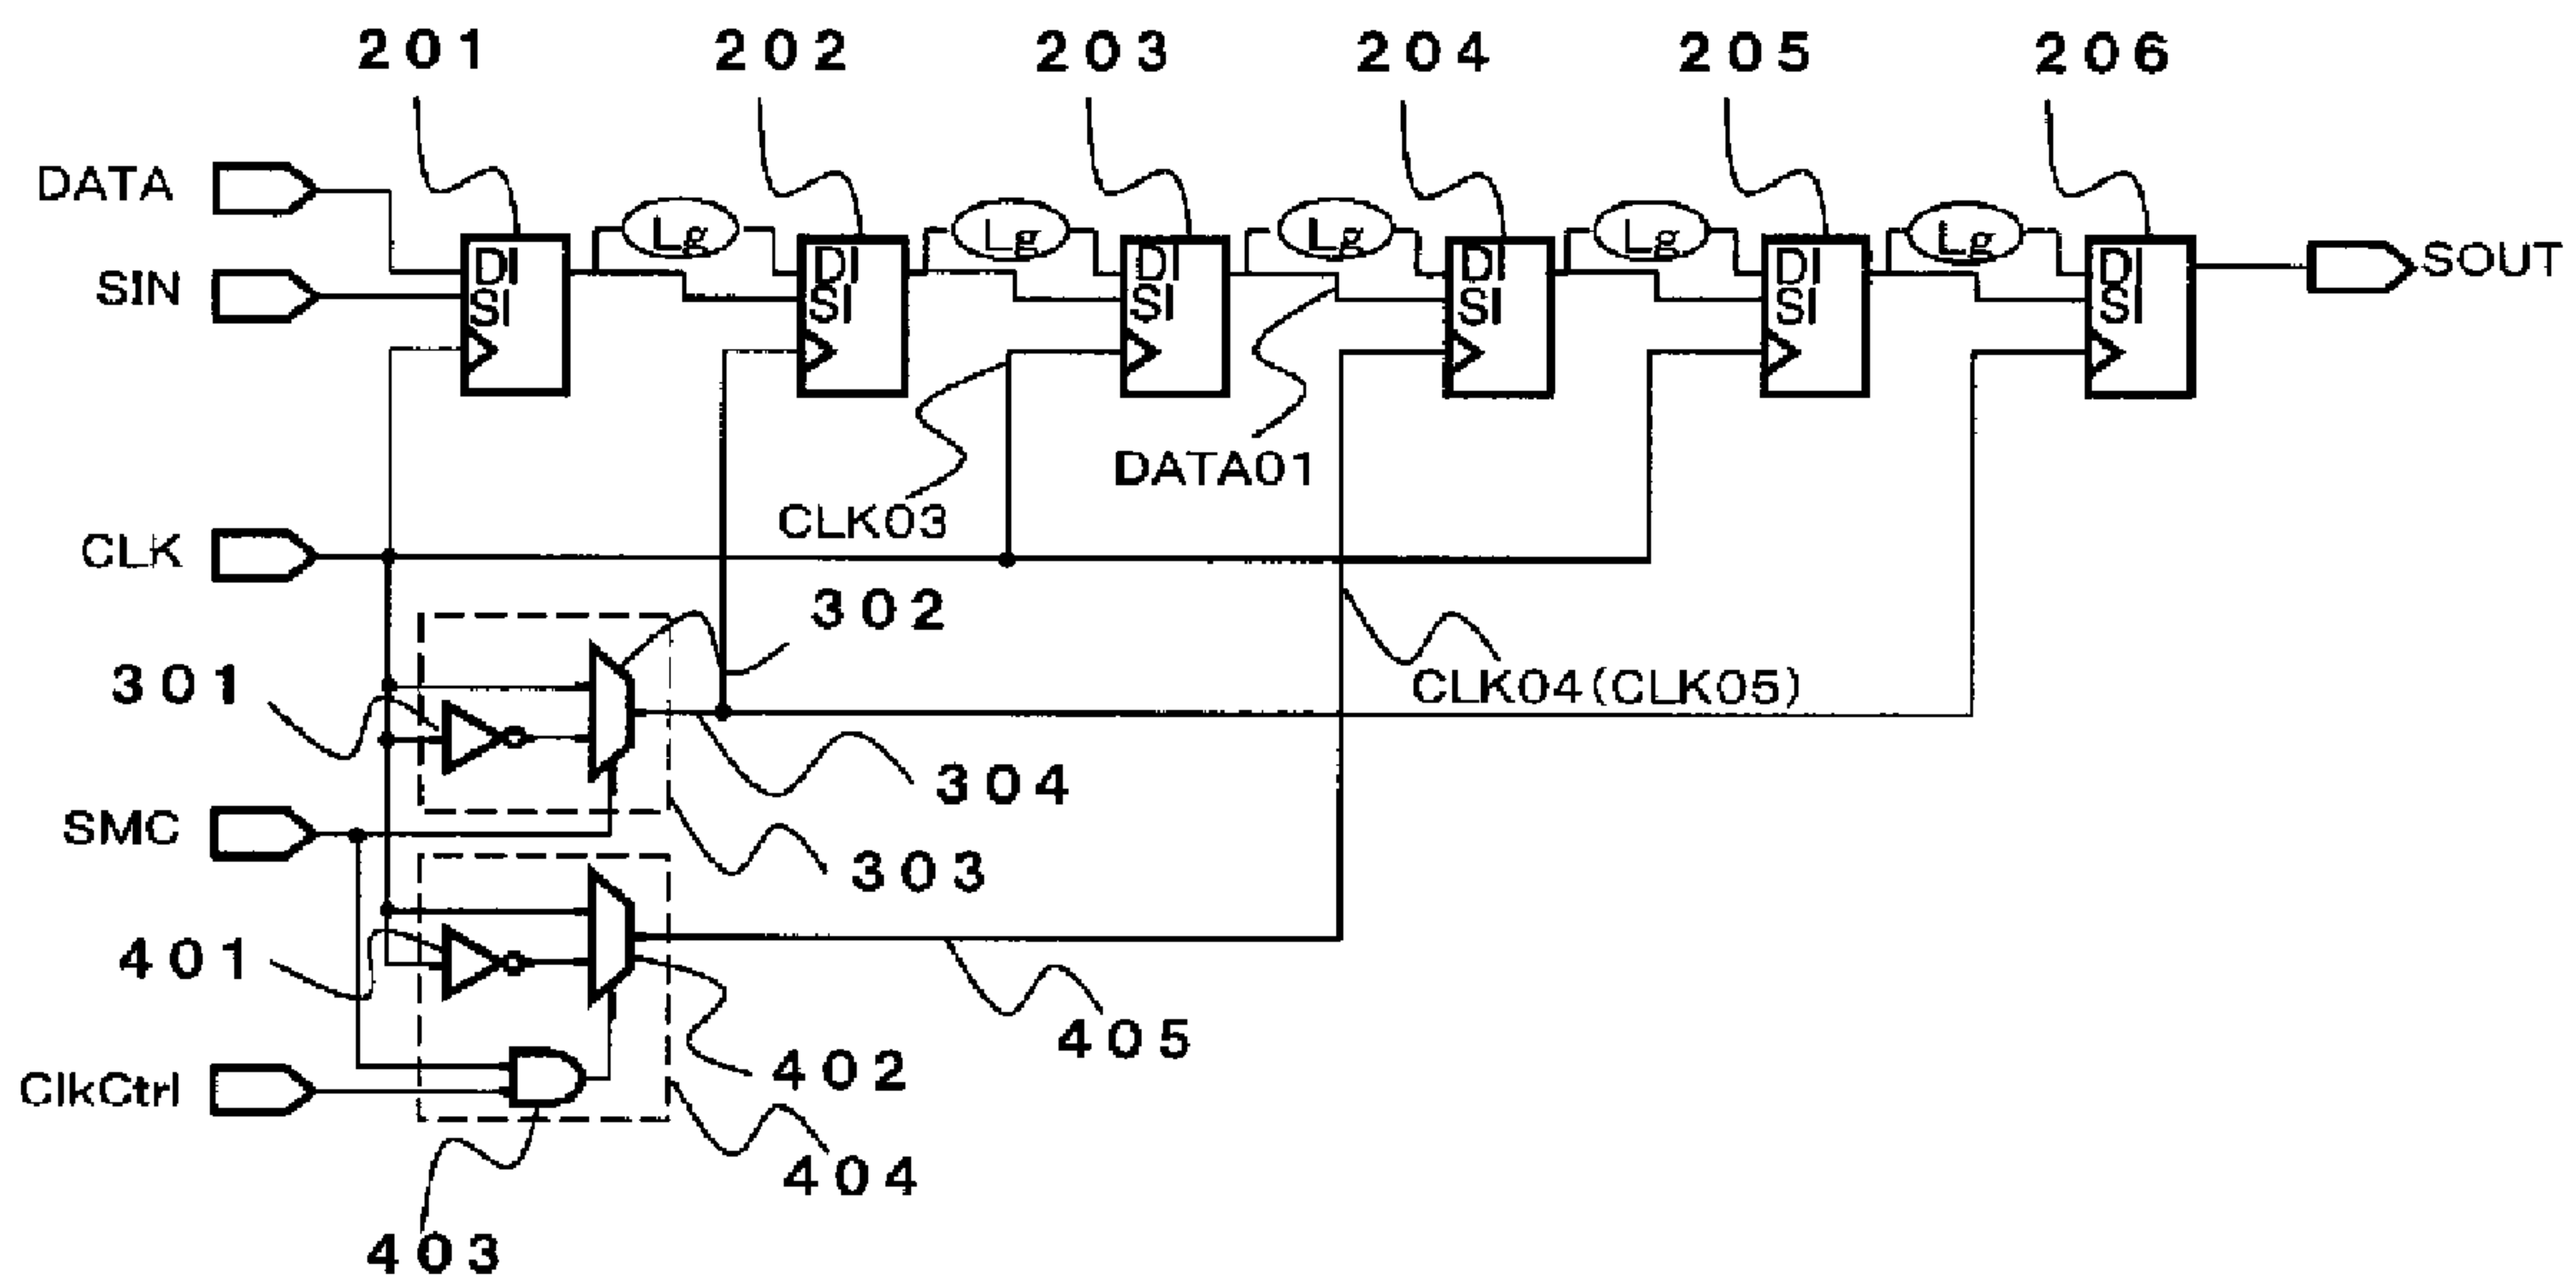 201 202 203 204 205 206
DATA
Lg Lg Lg Lg Lg
SIN
DI DI DI DI DI DI
SI SI SI SI SI SI
SOUT
DATA01
CLK03
CLK
302
301
CLK04(CLK05)
304
SMC
303
401
405
402
ClkCtrl
404
403